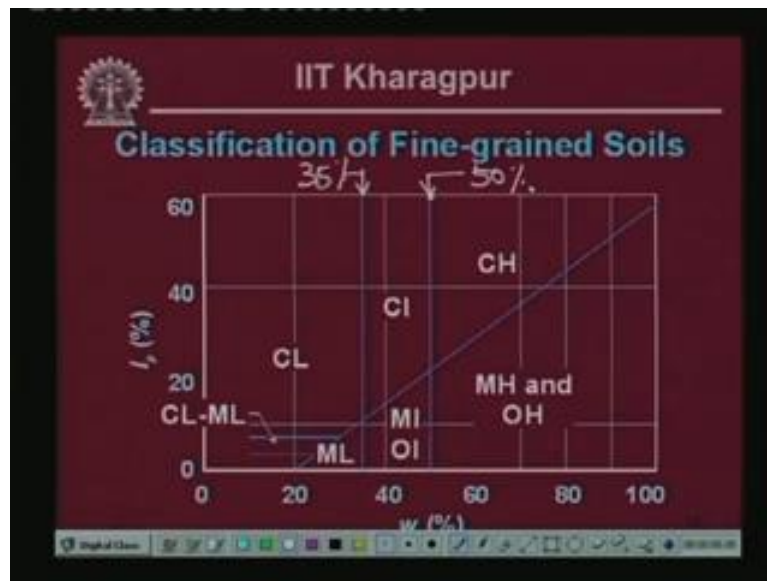 IIT Kharagpur
Classification of Fine-grained Soils
35% 50%.
60
CH
40
CI
Ip (%)
CL
20
MH and
OH
CL-ML
MI
OI
ML
0
0 20 40 60 80 100
w (%)